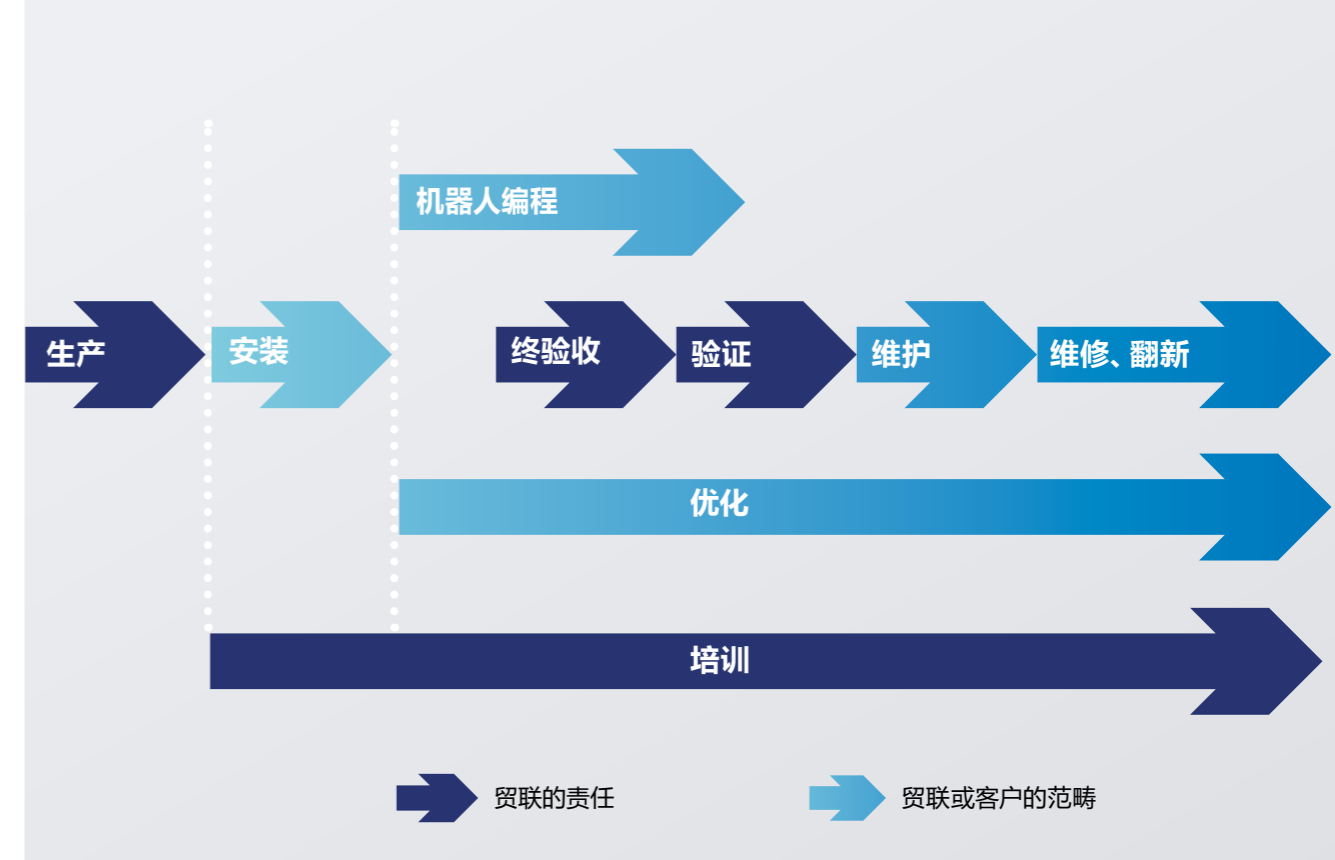 机器人编程
生产
安装
终验收
验证
维护
维修、翻新
优化
培训
贸联的责任
贸联或客户的范畴